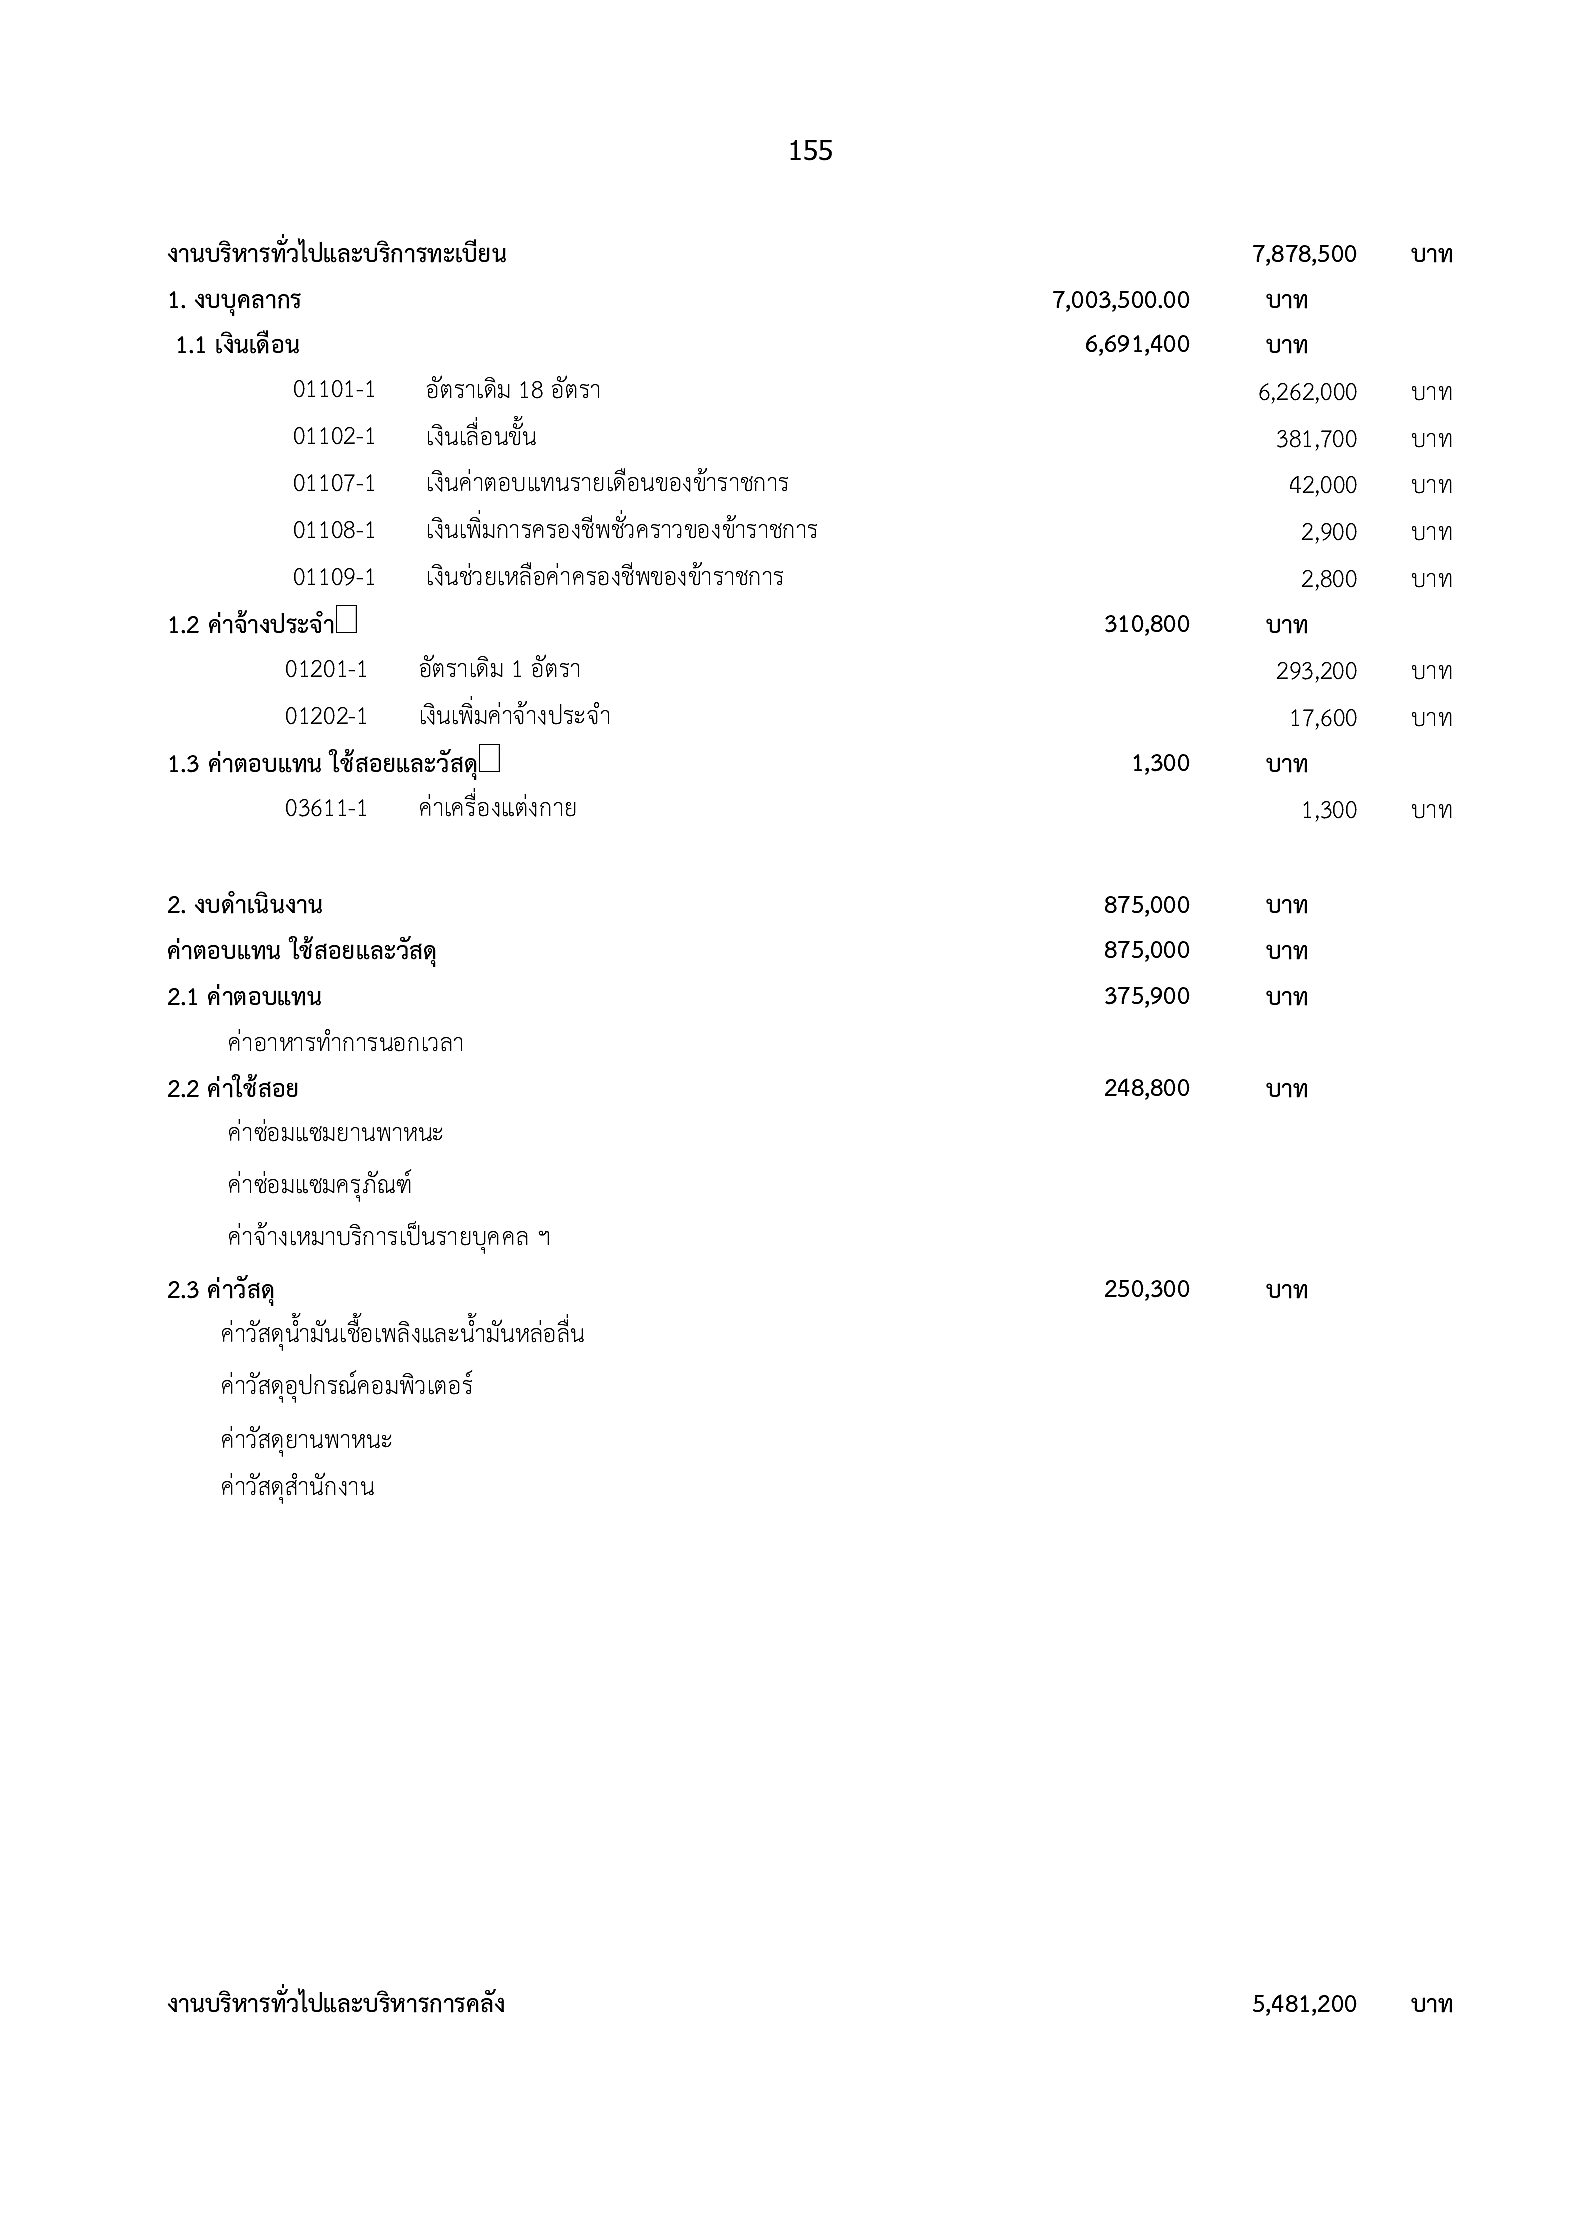 155
งานบริหารทั่วไปและบริการทะเบียน 7,878,500 บาท
1. งบบุคลากร 7,003,500.00 บาท
1.1 เงินเดือน 6,691,400 บาท
01101-1 อัตราเดิม 18 อัตรา 6,262,000 บาท
01102-1 เงินเลื่อนขั้น 381,700 บาท
01107-1 เงินค่าตอบแทนรายเดือนของข้าราชการ 42,000 บาท
01108-1 เงินเพิ่มการครองชีพชั่วคราวของข้าราชการ 2,900 บาท
01109-1 เงินช่วยเหลือค่าครองชีพของข้าราชการ 2,800 บาท
1.2 ค่าจ้างประจำ 310,800 บาท
01201-1 อัตราเดิม 1 อัตรา 293,200 บาท
01202-1 เงินเพิ่มค่าจ้างประจำ 17,600 บาท
1.3 ค่าตอบแทน ใช้สอยและวัสดุ 1,300 บาท
03611-1 ค่าเครื่องแต่งกาย 1,300 บาท
2. งบดำเนินงาน 875,000 บาท
ค่าตอบแทน ใช้สอยและวัสดุ 875,000 บาท
2.1 ค่าตอบแทน 375,900 บาท
ค่าอาหารทำการนอกเวลา
2.2 ค่าใช้สอย 248,800 บาท
ค่าซ่อมแซมยานพาหนะ
ค่าซ่อมแซมครุภัณฑ์
ค่าจ้างเหมาบริการเป็นรายบุคคล ฯ
2.3 ค่าวัสดุ 250,300 บาท
ค่าวัสดุน้ำมันเชื้อเพลิงและน้ำมันหล่อลื่น
ค่าวัสดุอุปกรณ์คอมพิวเตอร์
ค่าวัสดุยานพาหนะ
ค่าวัสดุสำนักงาน
งานบริหารทั่วไปและบริหารการคลัง 5,481,200 บาท